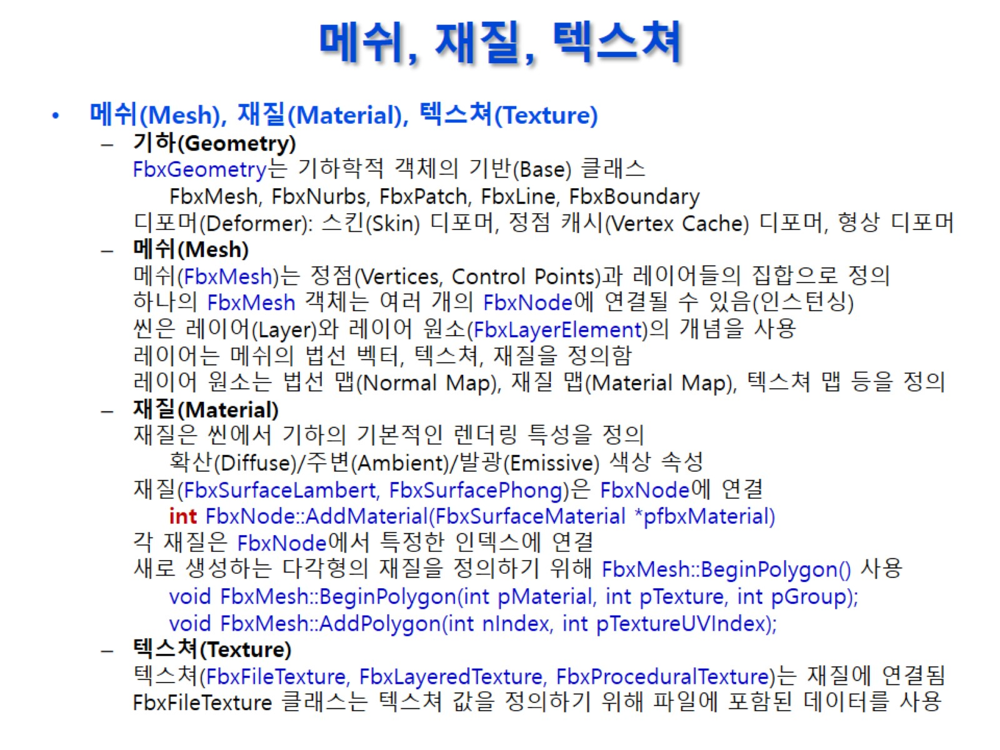 메쉬, 재질, 텍스쳐
• 메쉬(Mesh), 재질(Material), 텍스쳐(Texture)
– 기하(Geometry)
FbxGeometry는 기하학적 객체의 기반(Base) 클래스
FbxMesh, FbxNurbs, FbxPatch, FbxLine, FbxBoundary
디포머(Deformer): 스킨(Skin) 디포머, 정점 캐시(Vertex Cache) 디포머, 형상 디포머
– 메쉬(Mesh)
메쉬(FbxMesh)는 정점(Vertices, Control Points)과 레이어들의 집합으로 정의
하나의 FbxMesh 객체는 여러 개의 FbxNode에 연결될 수 있음(인스턴싱)
씬은 레이어(Layer)와 레이어 원소(FbxLayerElement)의 개념을 사용
레이어는 메쉬의 법선 벡터, 텍스쳐, 재질을 정의함
레이어 원소는 법선 맵(Normal Map), 재질 맵(Material Map), 텍스쳐 맵 등을 정의
– 재질(Material)
재질은 씬에서 기하의 기본적인 렌더링 특성을 정의
확산(Diffuse)/주변(Ambient)/발광(Emissive) 색상 속성
재질(FbxSurfaceLambert, FbxSurfacePhong)은 FbxNode에 연결
int FbxNode::AddMaterial(FbxSurfaceMaterial *pfbxMaterial)
각 재질은 FbxNode에서 특정한 인덱스에 연결
새로 생성하는 다각형의 재질을 정의하기 위해 FbxMesh::BeginPolygon() 사용
void FbxMesh::BeginPolygon(int pMaterial, int pTexture, int pGroup);
void FbxMesh::AddPolygon(int nIndex, int pTextureUVIndex);
– 텍스쳐(Texture)
텍스쳐(FbxFileTexture, FbxLayeredTexture, FbxProceduralTexture)는 재질에 연결됨
FbxFileTexture 클래스는 텍스쳐 값을 정의하기 위해 파일에 포함된 데이터를 사용